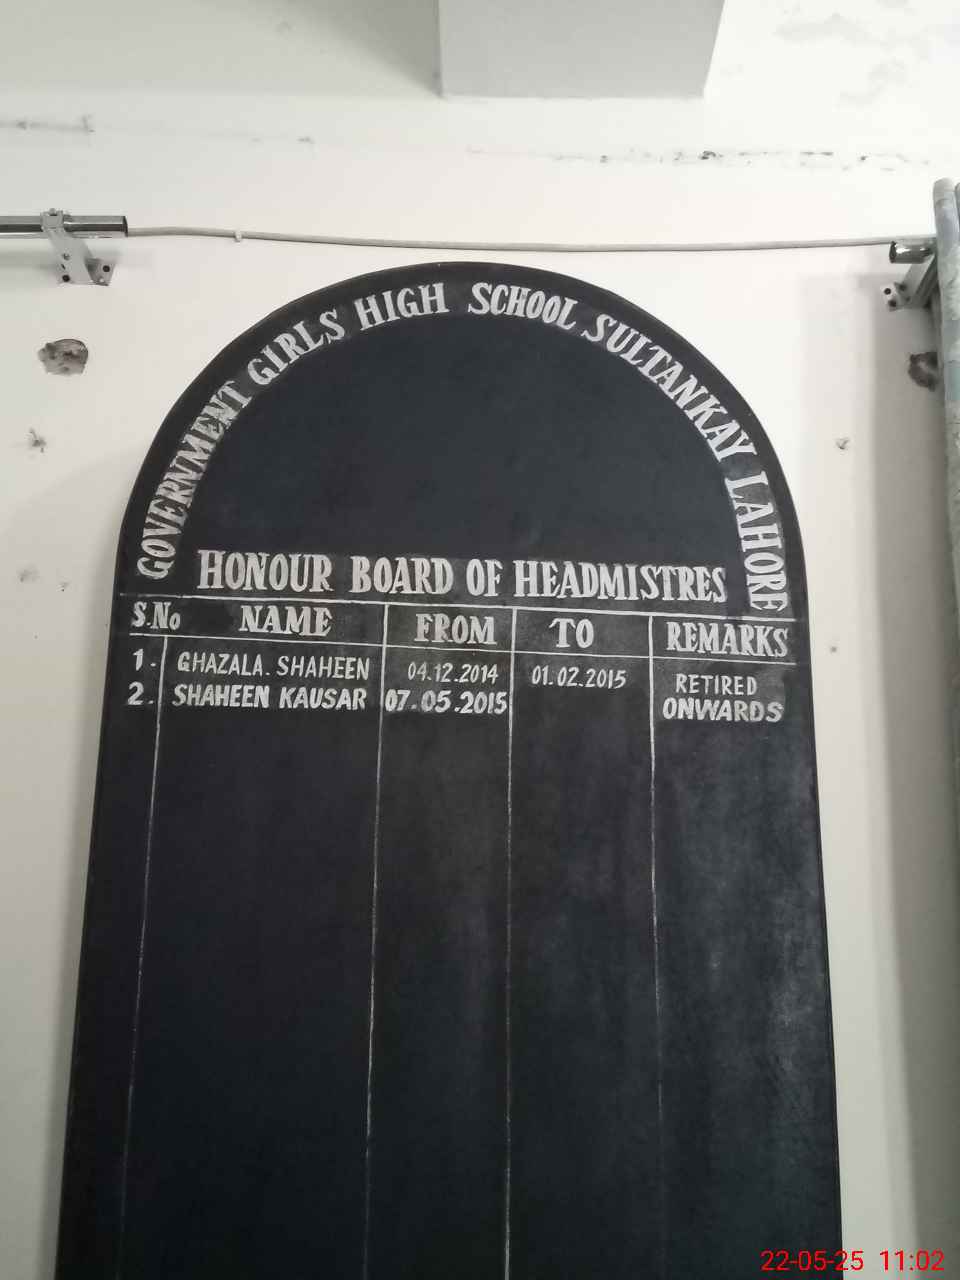 GOVERNMENT GIRLS HIGH SCHOOL SULTANKAY LAHORE
HONOUR BOARD OF HEADMISTRES
S.No NAME FROM TO REMARKS
1. GHAZALA. SHAHEEN 04.12.2014 01.02.2015 RETIRED
2. SHAHEEN KAUSAR 07.05.2015 ONWARDS
22-05-25 11:02